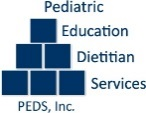 Pediatric
Education
Dietitian
Services
PEDS, Inc.